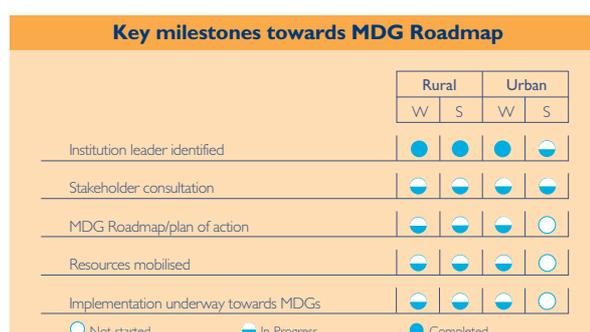 Key milestones towards MDG Roadmap
Rural Urban
W S W S
Institution leader identified
Stakeholder consultation
MDG Roadmap/plan of action
Resources mobilised
Implementation underway towards MDGs
Not started In Progress Completed